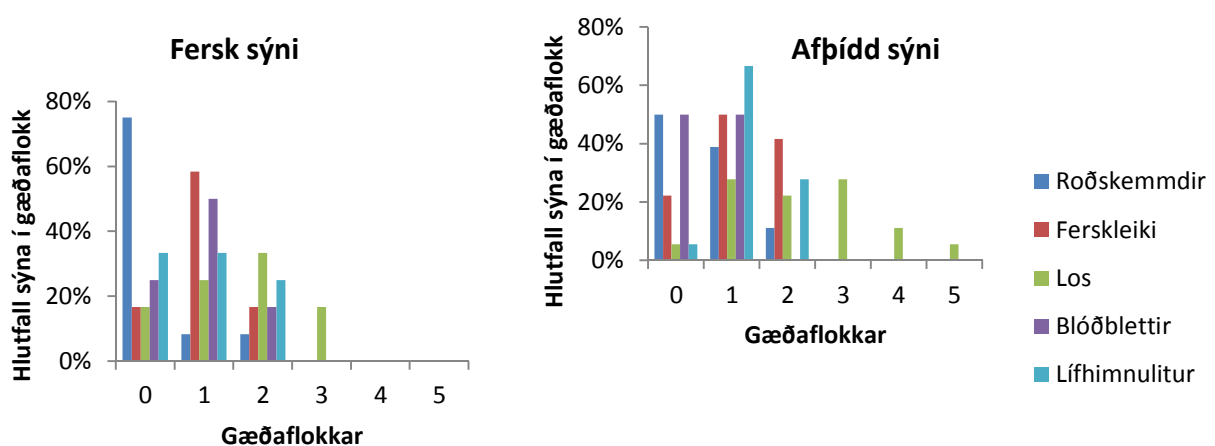 Fersk sýni
Hlutfall sýna í gæðaflokk
80%
60%
40%
20%
0%
0 1 2 3 4 5
Gæðaflokkar
Afþídd sýni
Hlutfall sýna í gæðaflokk
80%
60%
40%
20%
0%
0 1 2 3 4 5
Gæðaflokkar
Roðskemmdir
Ferskleiki
Los
Blóðblettir
Lífhimnulitur